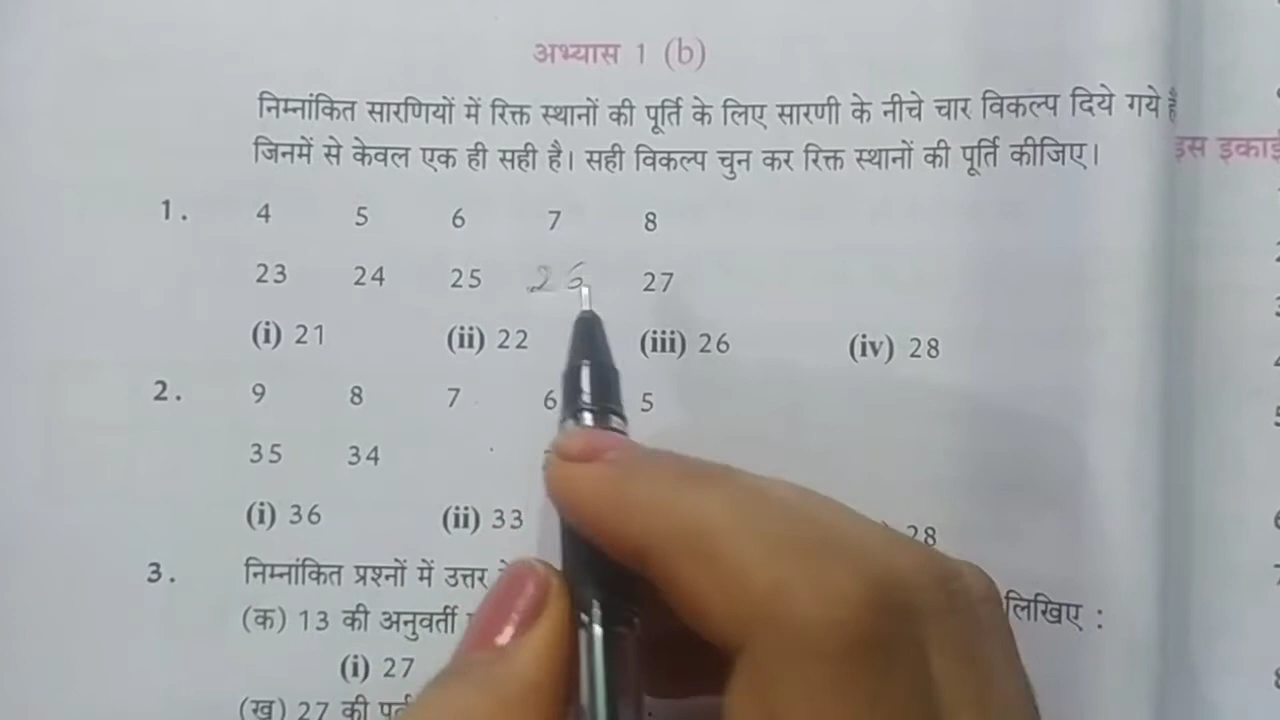 अभ्यास 1 (b)
निम्नांकित सारणियों में रिक्त स्थानों की पूर्ति के लिए सारणी के नीचे चार विकल्प दिये गये हैं
जिनमें से केवल एक ही सही है। सही विकल्प चुन कर रिक्त स्थानों की पूर्ति कीजिए।
इस इकाई
1. 4 5 6 7 8
23 24 25 26 27
(i) 21 (ii) 22 (iii) 26 (iv) 28
2. 9 8 7 6 5
35 34
(i) 36 (ii) 33 28
3. निम्नांकित प्रश्नों में उत्तर लिखिए :
(क) 13 की अनुवर्ती
(i) 27
(ख) 27 की